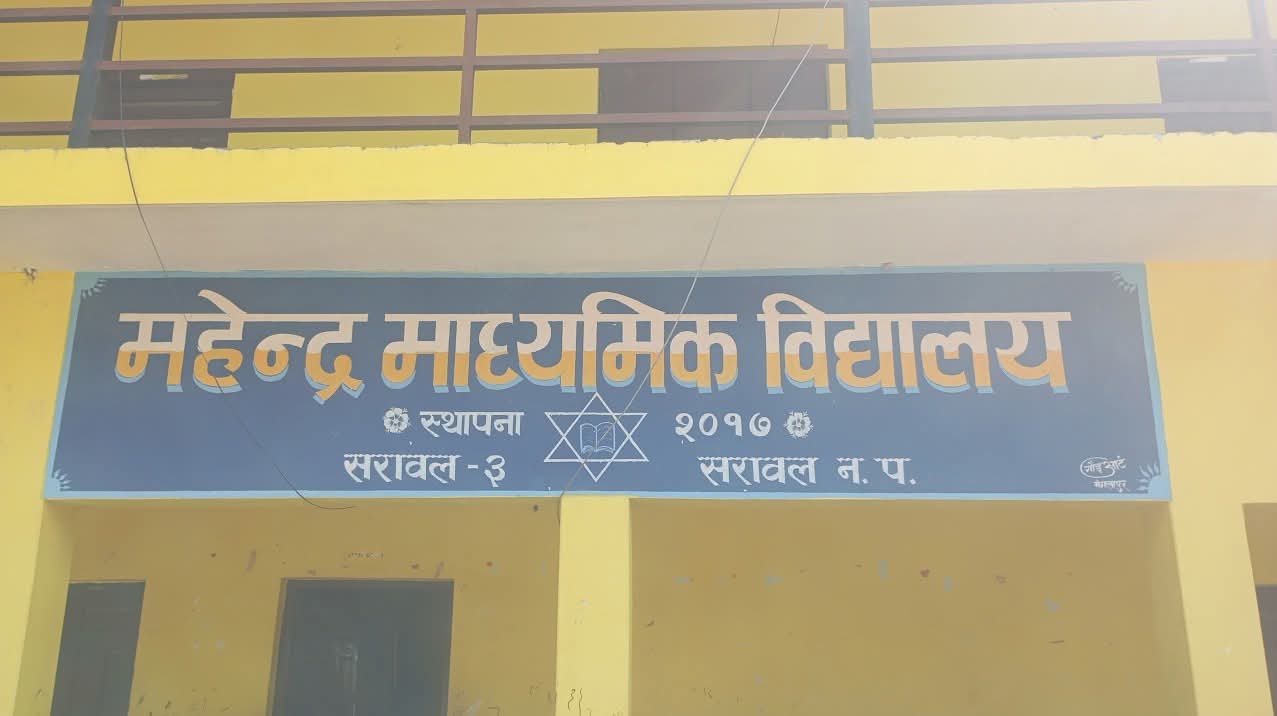 महेन्द्र माध्यमिक विद्यालय
स्थापना २०१७
सरावल -३ सरावल न. प.